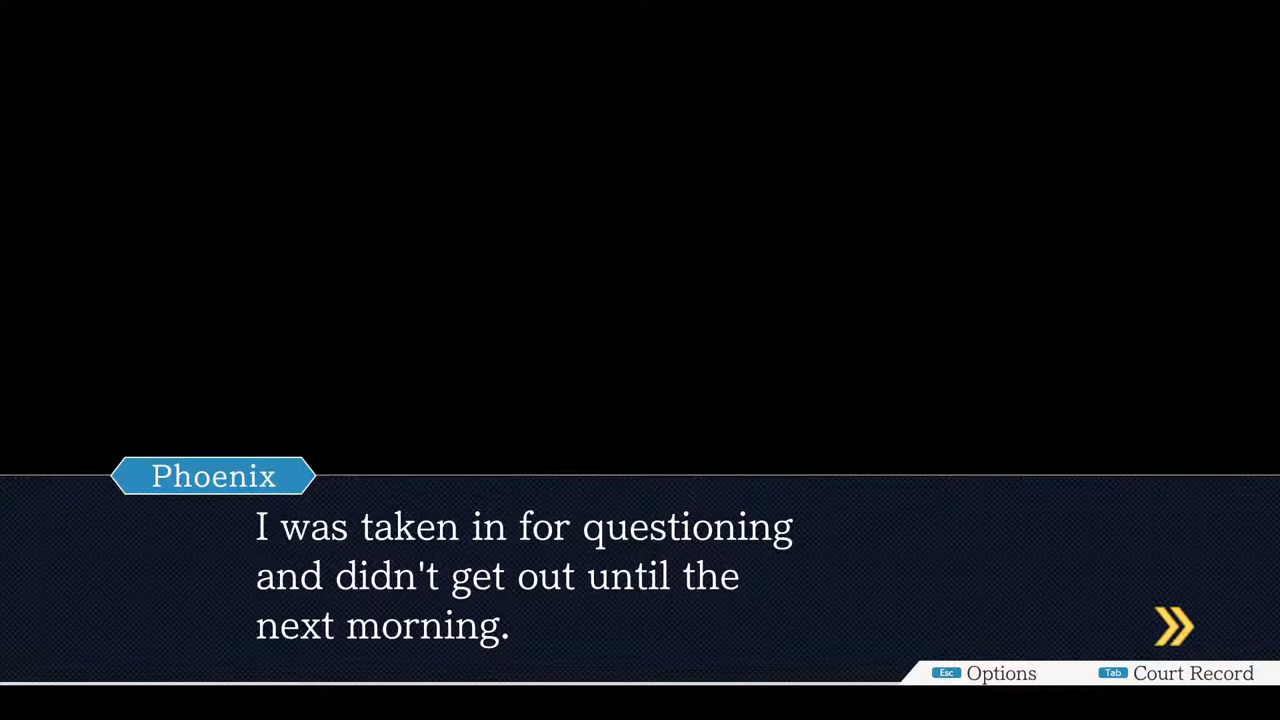 Phoenix
I was taken in for questioning
and didn't get out until the
next morning.
Esc Options Tab Court Record